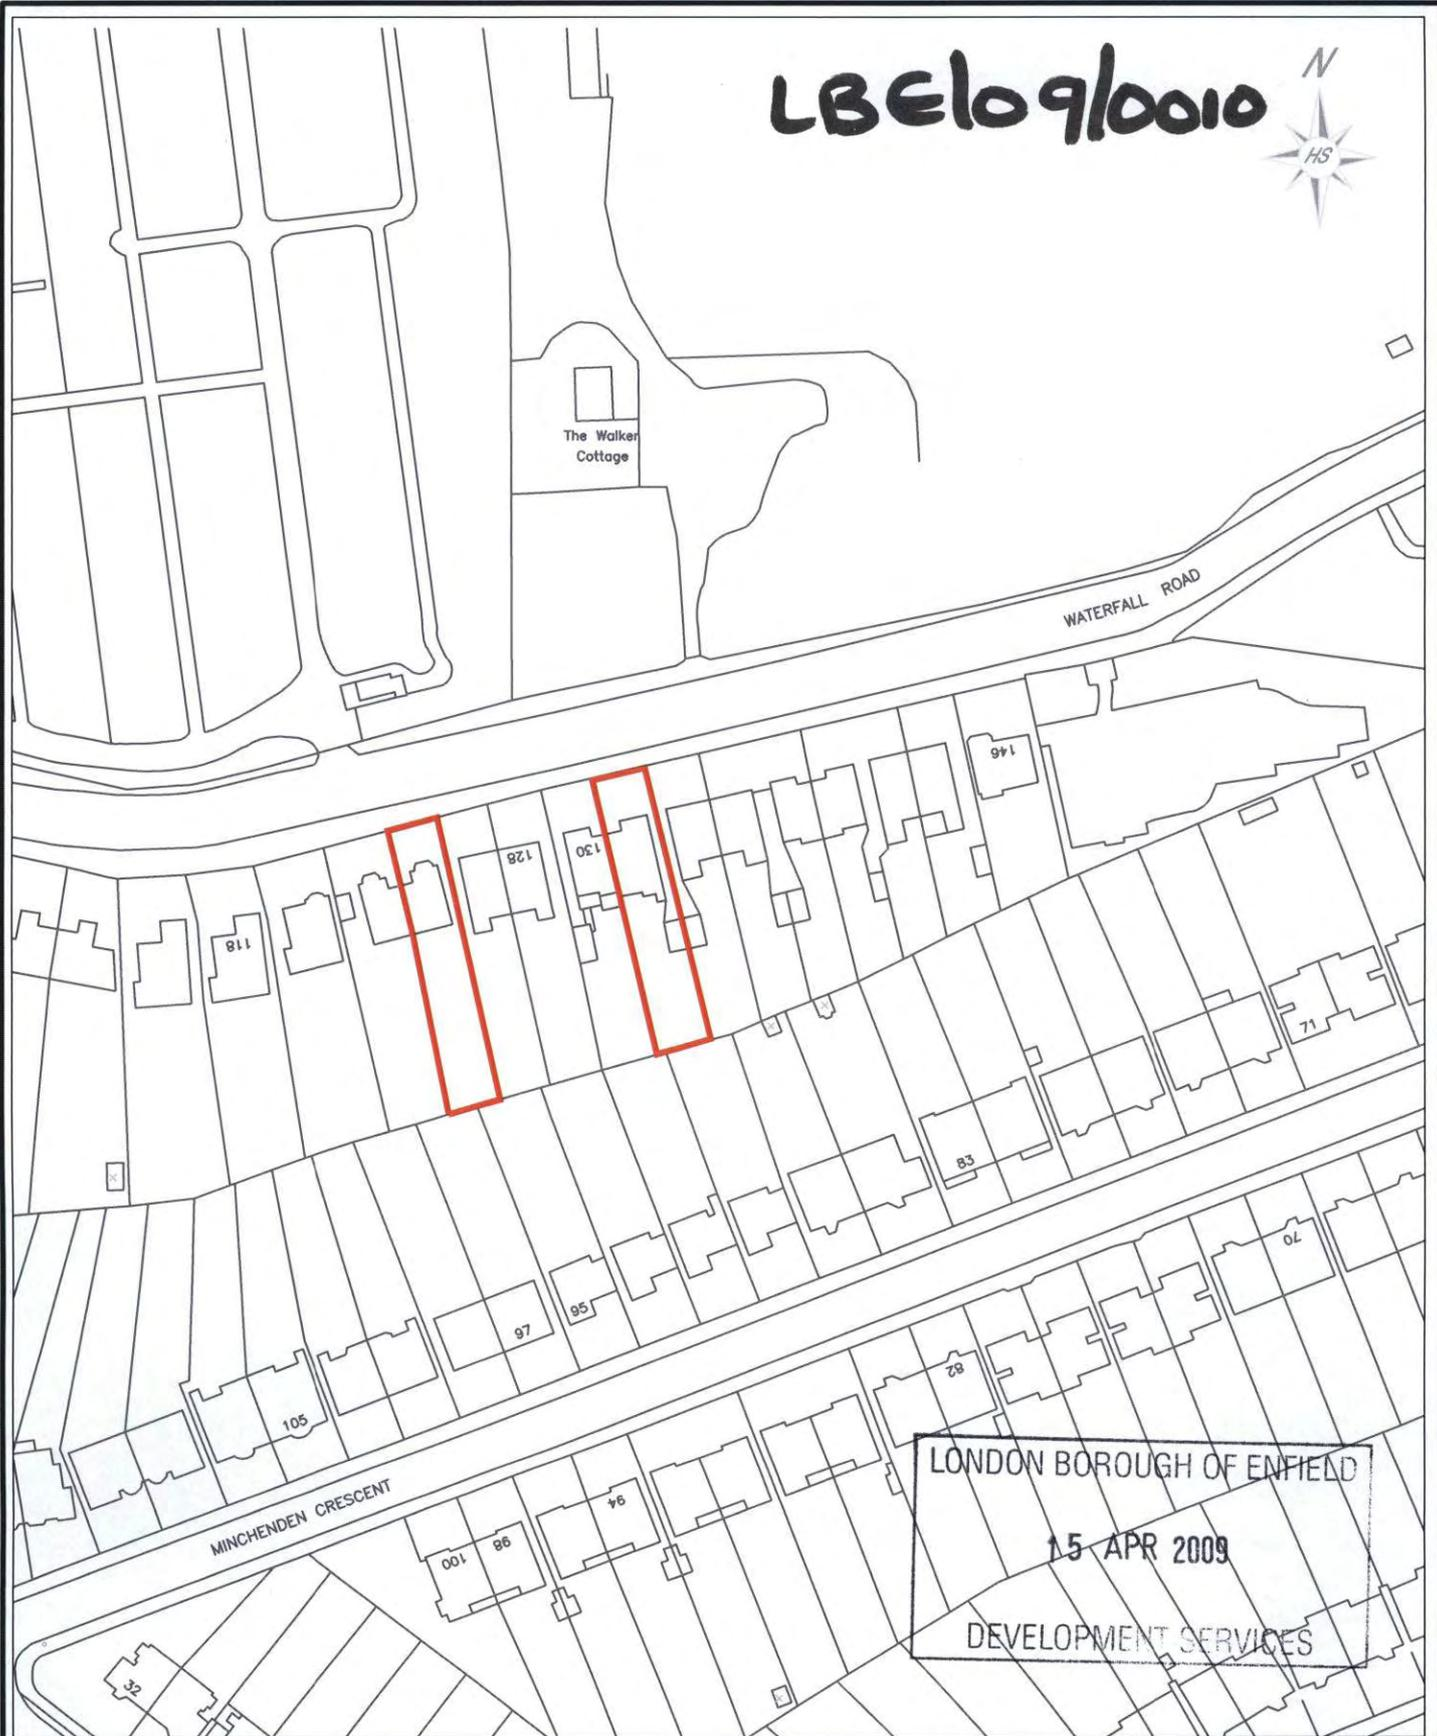 LBE/09/0010
N
HS
The Walker
Cottage
WATERFALL ROAD
146
128
130
118
71
83
70
95
97
82
105
MINCHENDEN CRESCENT
94
98
100
32
LONDON BOROUGH OF ENFIELD
15 APR 2009
DEVELOPMENT SERVICES